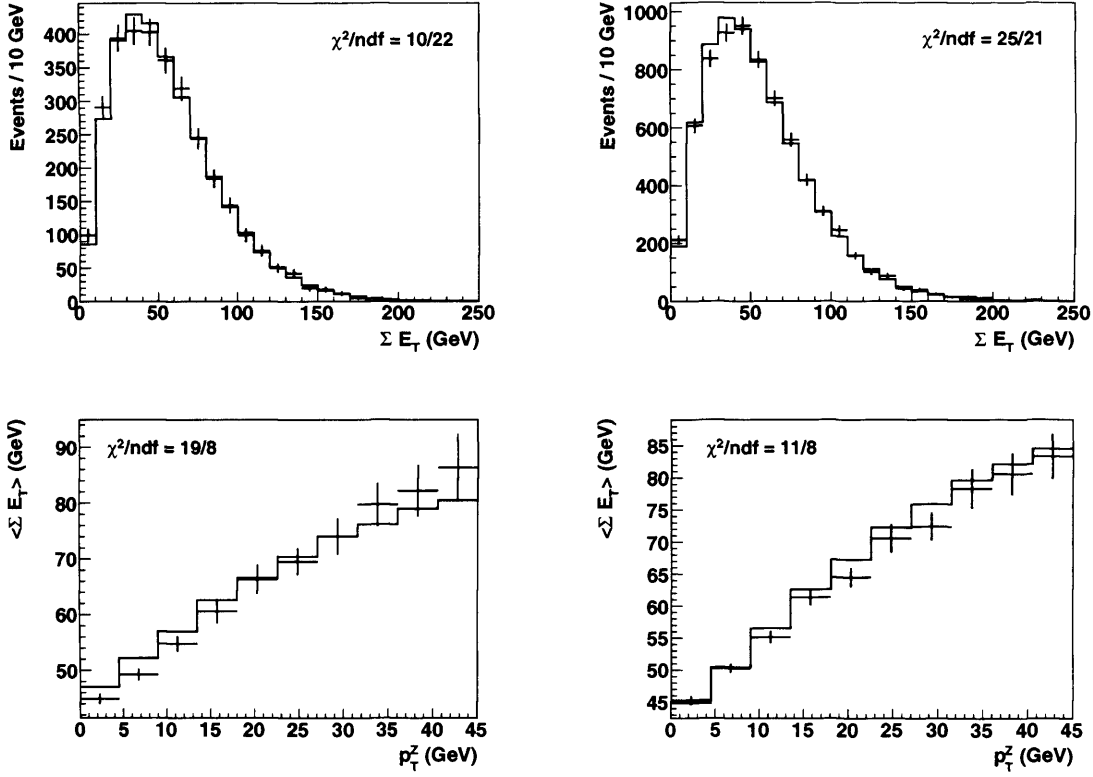 Events / 10 GeV
400
350
300
250
200
150
100
50
0
χ²/ndf = 10/22
0 50 100 150 200 250
Σ E_T (GeV)
Events / 10 GeV
1000
800
600
400
200
0
χ²/ndf = 25/21
0 50 100 150 200 250
Σ E_T (GeV)
<Σ E_T> (GeV)
90
80
70
60
50
χ²/ndf = 19/8
0 5 10 15 20 25 30 35 40 45
p_T^Z (GeV)
<Σ E_T> (GeV)
85
80
75
70
65
60
55
50
45
χ²/ndf = 11/8
0 5 10 15 20 25 30 35 40 45
p_T^Z (GeV)